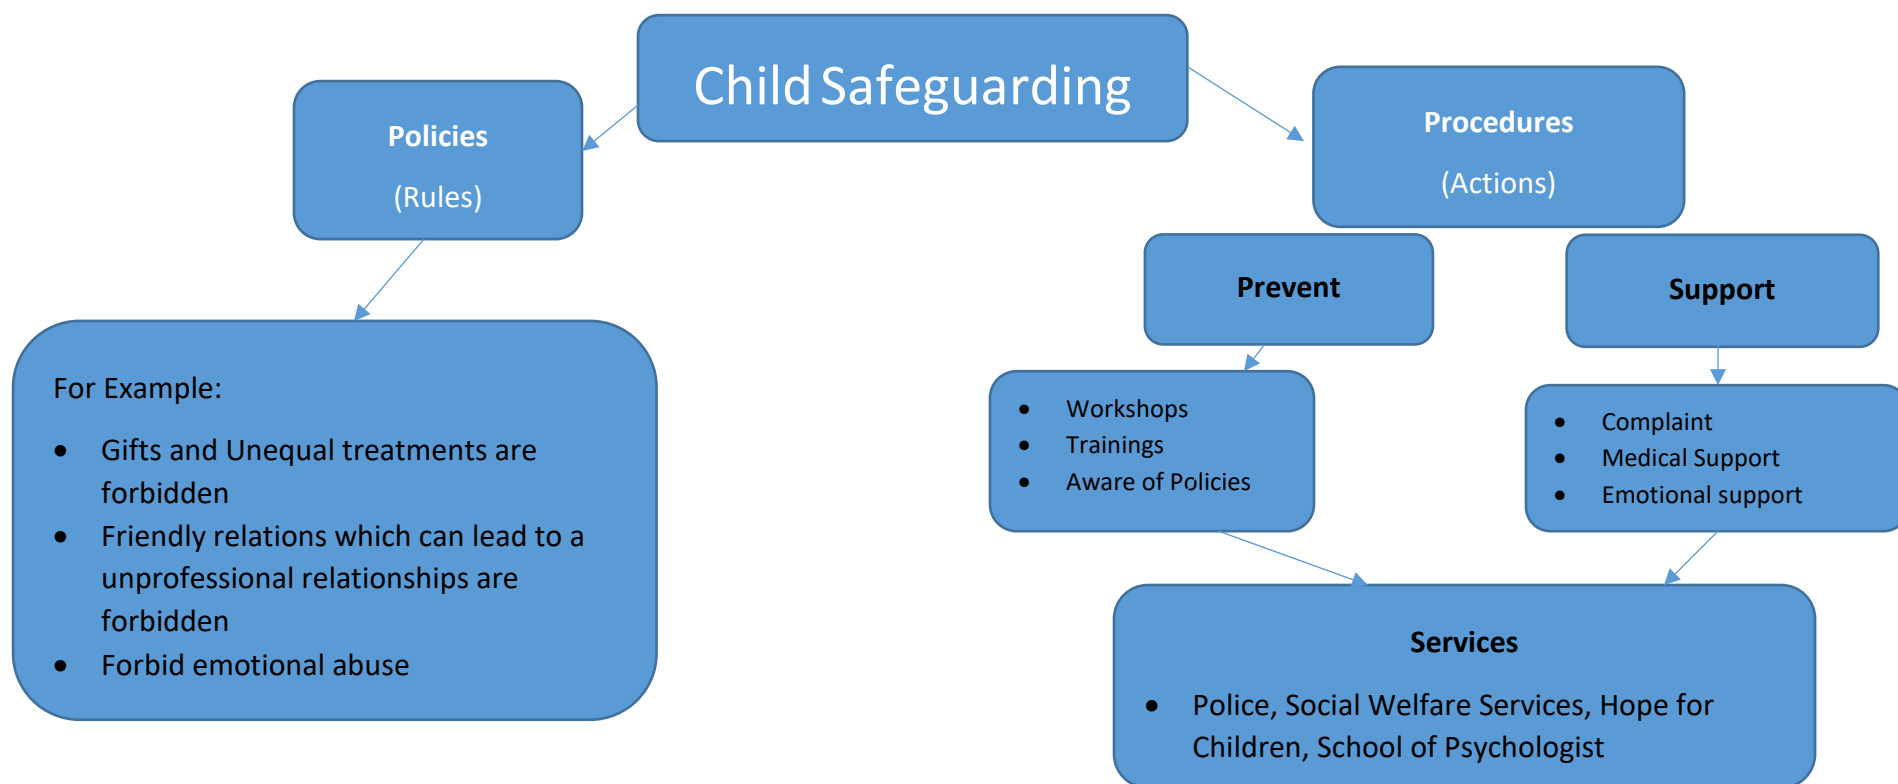 Child Safeguarding
Policies
(Rules)
Procedures
(Actions)
Prevent
Support
For Example:
• Gifts and Unequal treatments are
forbidden
• Friendly relations which can lead to a
unprofessional relationships are
forbidden
• Forbid emotional abuse
• Workshops
• Trainings
• Aware of Policies
• Complaint
• Medical Support
• Emotional support
Services
• Police, Social Welfare Services, Hope for
Children, School of Psychologist